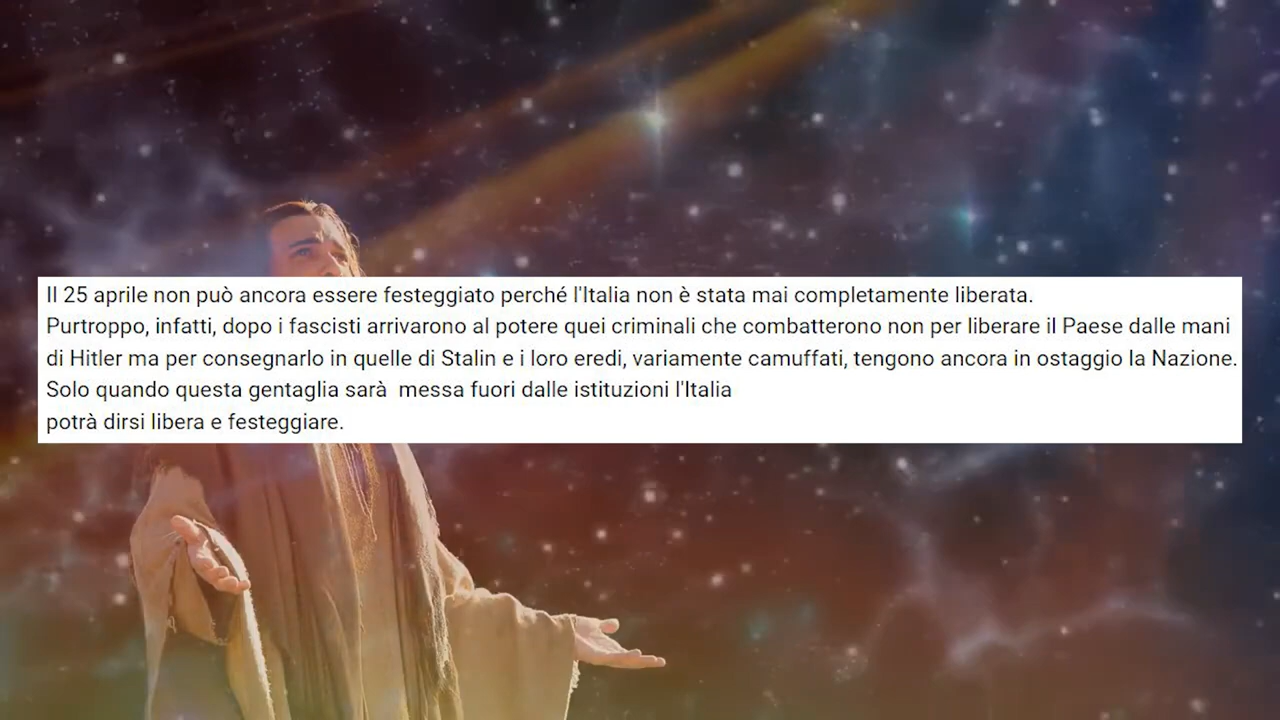 Il 25 aprile non può ancora essere festeggiato perché l'Italia non è stata mai completamente liberata.
Purtroppo, infatti, dopo i fascisti arrivarono al potere quei criminali che combatterono non per liberare il Paese dalle mani
di Hitler ma per consegnarlo in quelle di Stalin e i loro eredi, variamente camuffati, tengono ancora in ostaggio la Nazione.
Solo quando questa gentaglia sarà  messa fuori dalle istituzioni l'Italia
potrà dirsi libera e festeggiare.